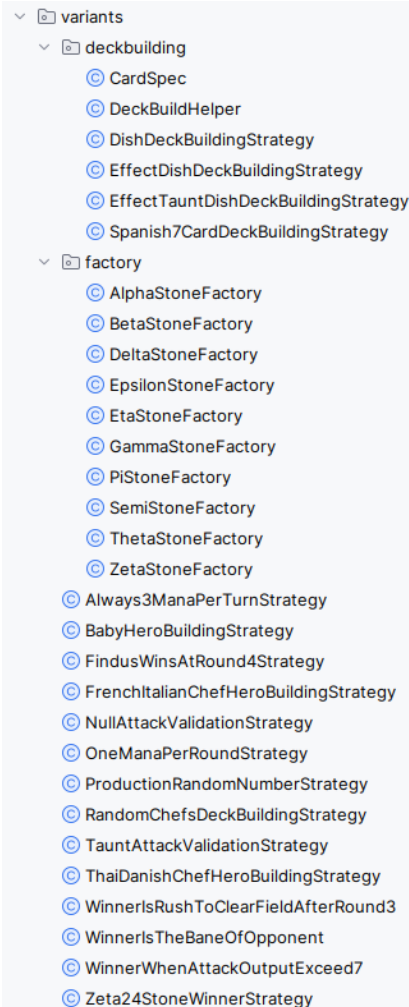 variants
deckbuilding
CardSpec
DeckBuildHelper
DishDeckBuildingStrategy
EffectDishDeckBuildingStrategy
EffectTauntDishDeckBuildingStrategy
Spanish7CardDeckBuildingStrategy
factory
AlphaStoneFactory
BetaStoneFactory
DeltaStoneFactory
EpsilonStoneFactory
EtaStoneFactory
GammaStoneFactory
PiStoneFactory
SemiStoneFactory
ThetaStoneFactory
ZetaStoneFactory
Always3ManaPerTurnStrategy
BabyHeroBuildingStrategy
FindusWinsAtRound4Strategy
FrenchItalianChefHeroBuildingStrategy
NullAttackValidationStrategy
OneManaPerRoundStrategy
ProductionRandomNumberStrategy
RandomChefsDeckBuildingStrategy
TauntAttackValidationStrategy
ThaiDanishChefHeroBuildingStrategy
WinnerIsRushToClearFieldAfterRound3
WinnerIsTheBaneOfOpponent
WinnerWhenAttackOutputExceed7
Zeta24StoneWinnerStrategy